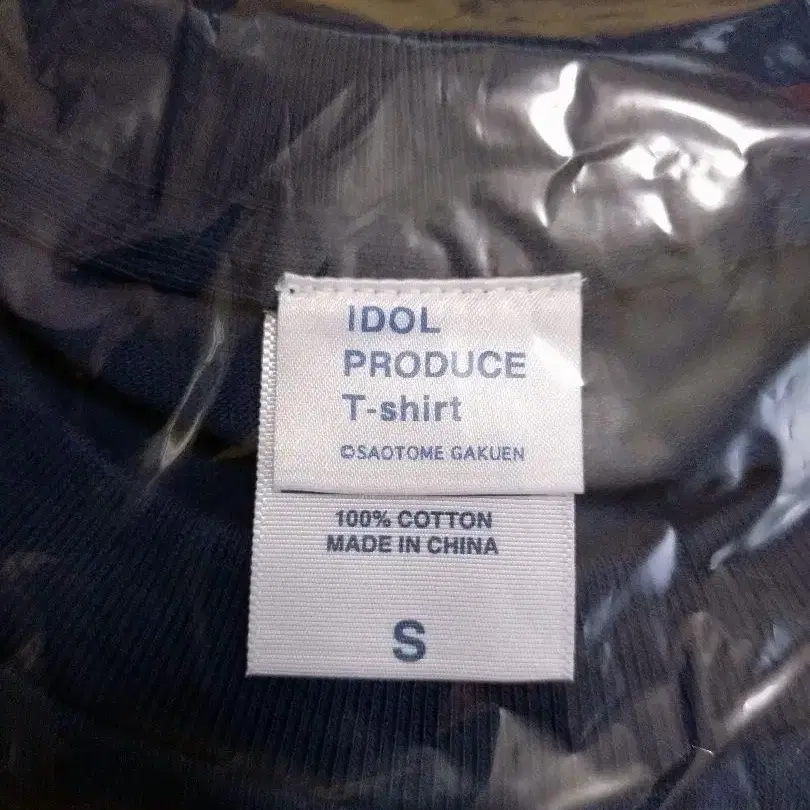 IDOL
PRODUCE
T-shirt
©SAOTOME GAKUEN
100% COTTON
MADE IN CHINA
S